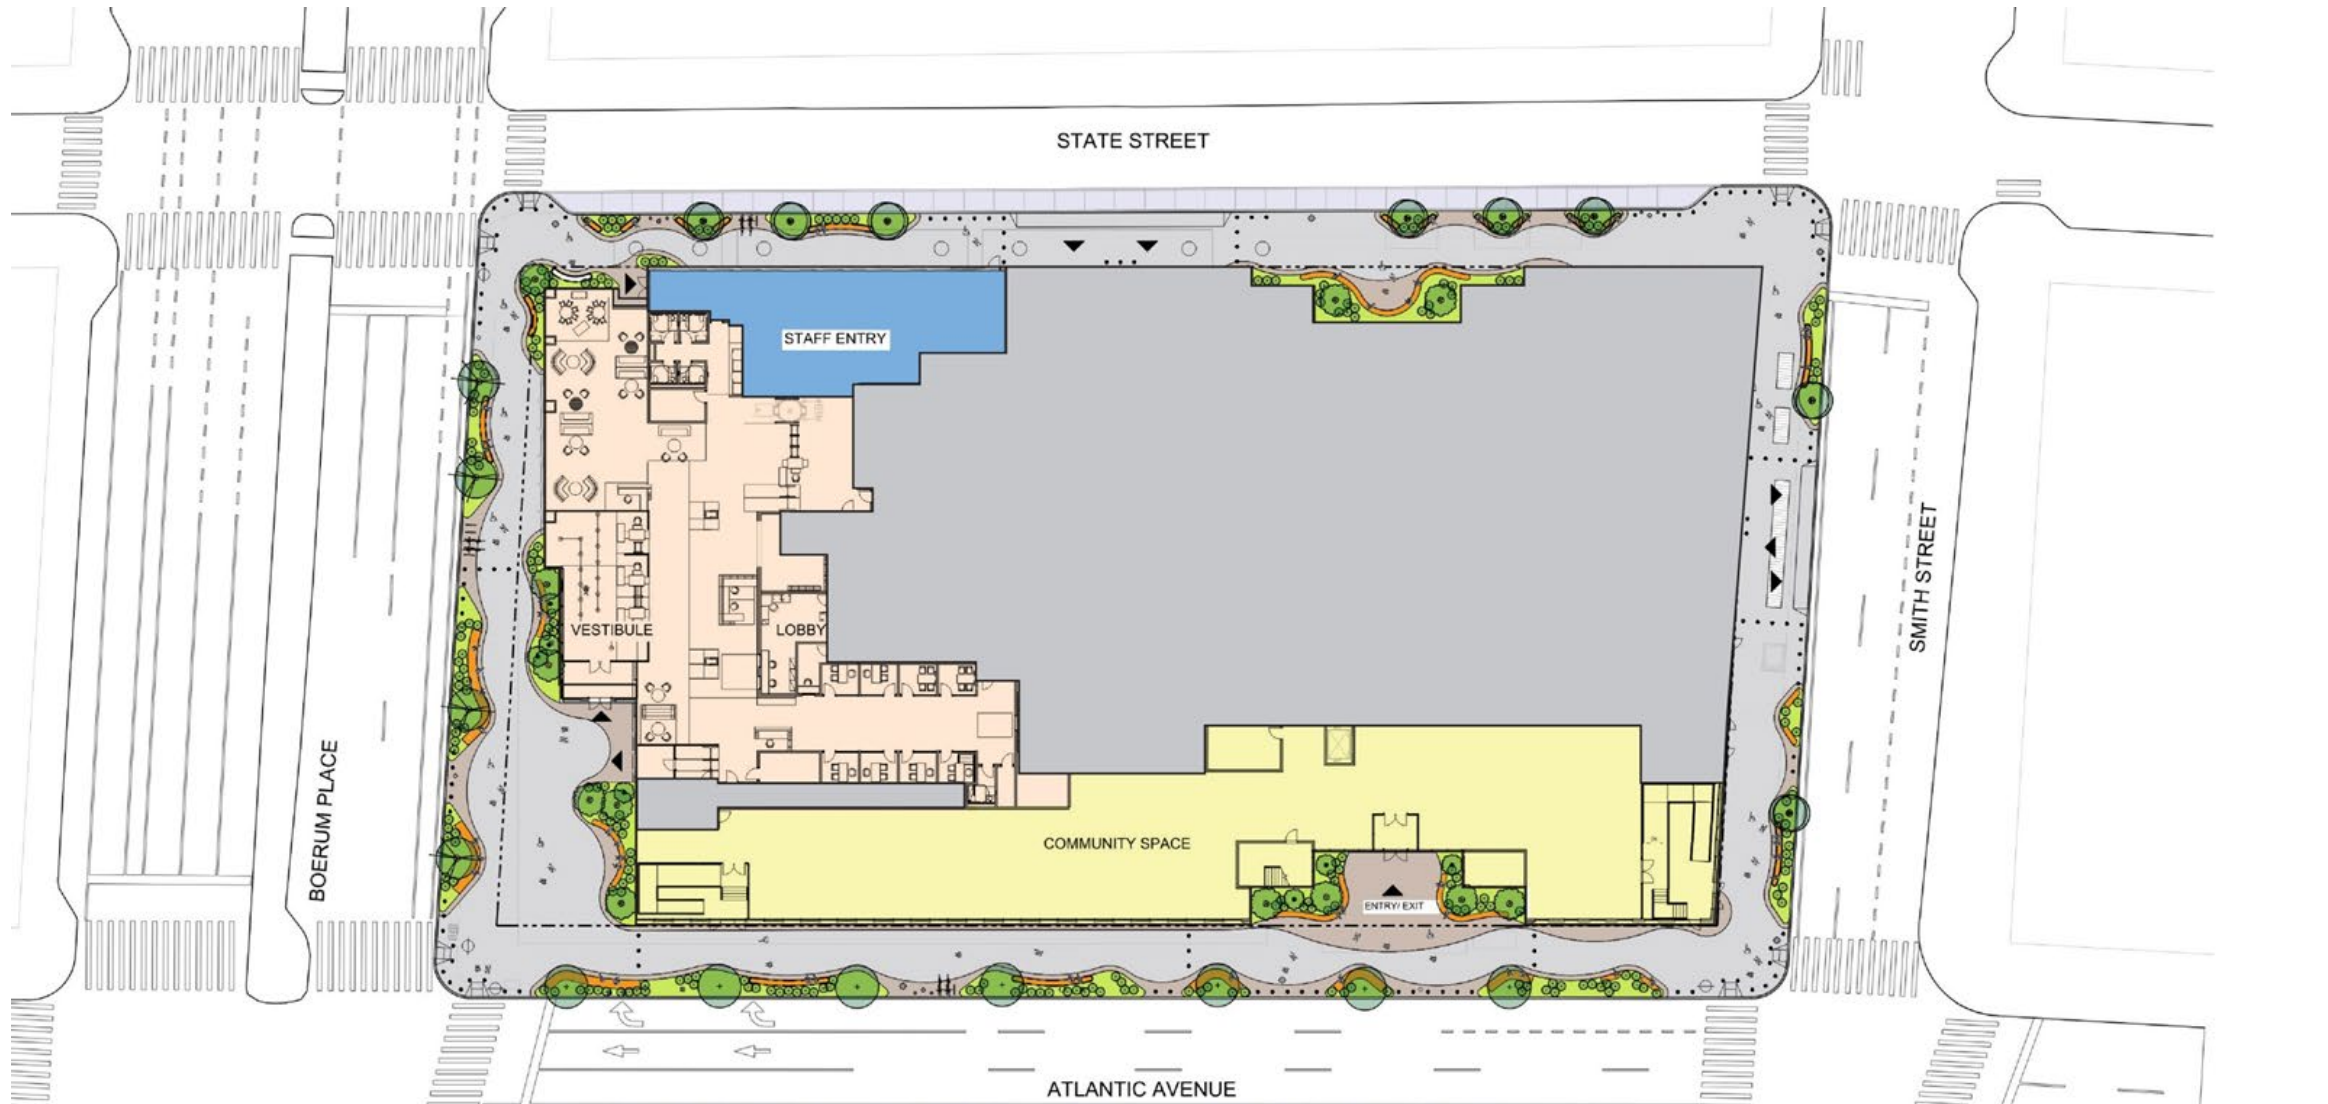 STATE STREET
STAFF ENTRY
SMITH STREET
VESTIBULE
LOBBY
BOERUM PLACE
COMMUNITY SPACE
ENTRY/ EXIT
ATLANTIC AVENUE